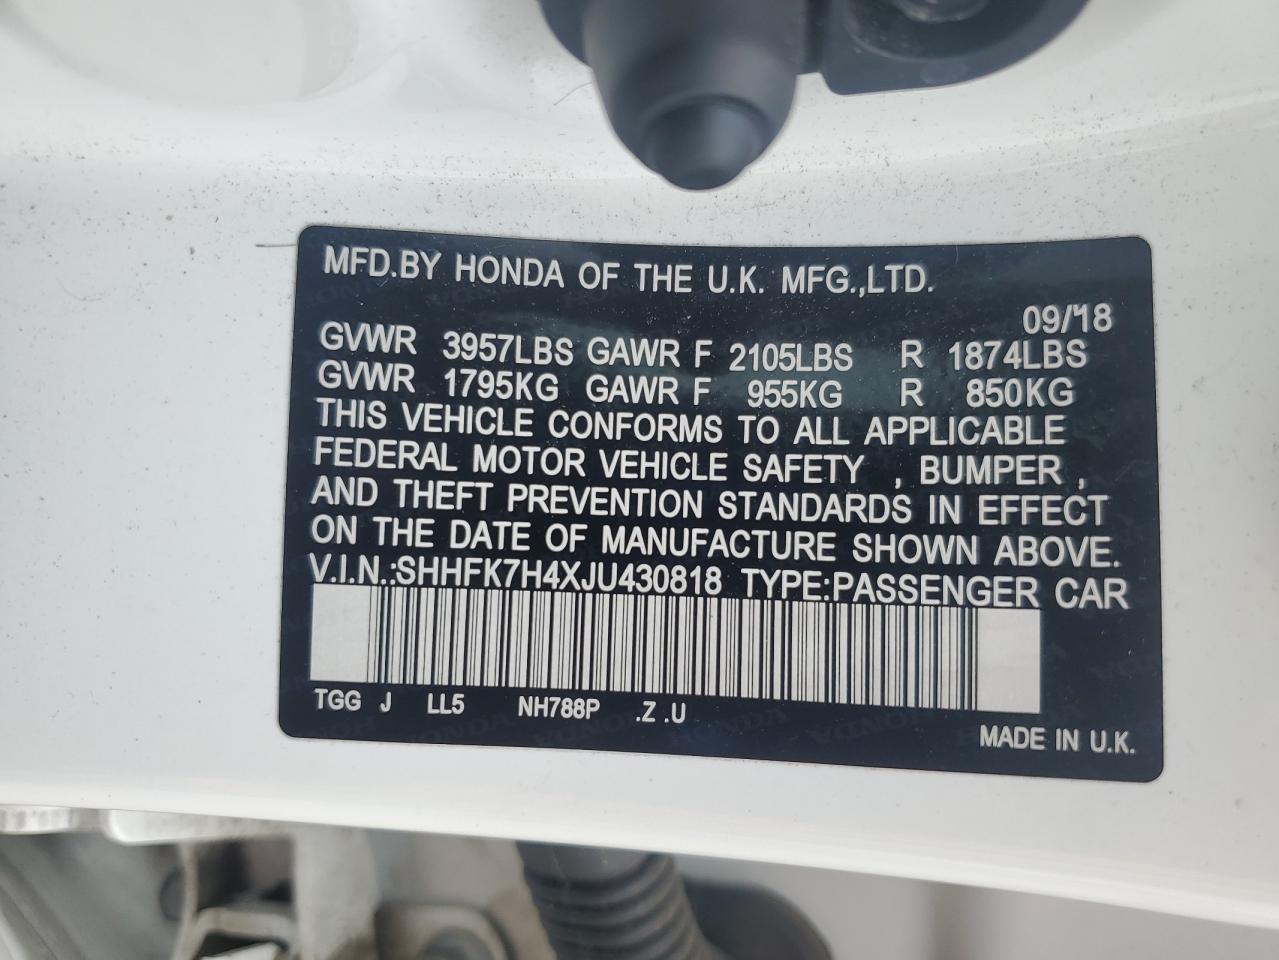 MFD.BY HONDA OF THE U.K. MFG.,LTD.
09/18
GVWR 3957LBS GAWR F 2105LBS R 1874LBS
GVWR 1795KG GAWR F 955KG R 850KG
THIS VEHICLE CONFORMS TO ALL APPLICABLE
FEDERAL MOTOR VEHICLE SAFETY , BUMPER ,
AND THEFT PREVENTION STANDARDS IN EFFECT
ON THE DATE OF MANUFACTURE SHOWN ABOVE.
V.I.N.:SHHFK7H4XJU430818 TYPE:PASSENGER CAR
TGG J LL5 NH788P .Z .U
MADE IN U.K.